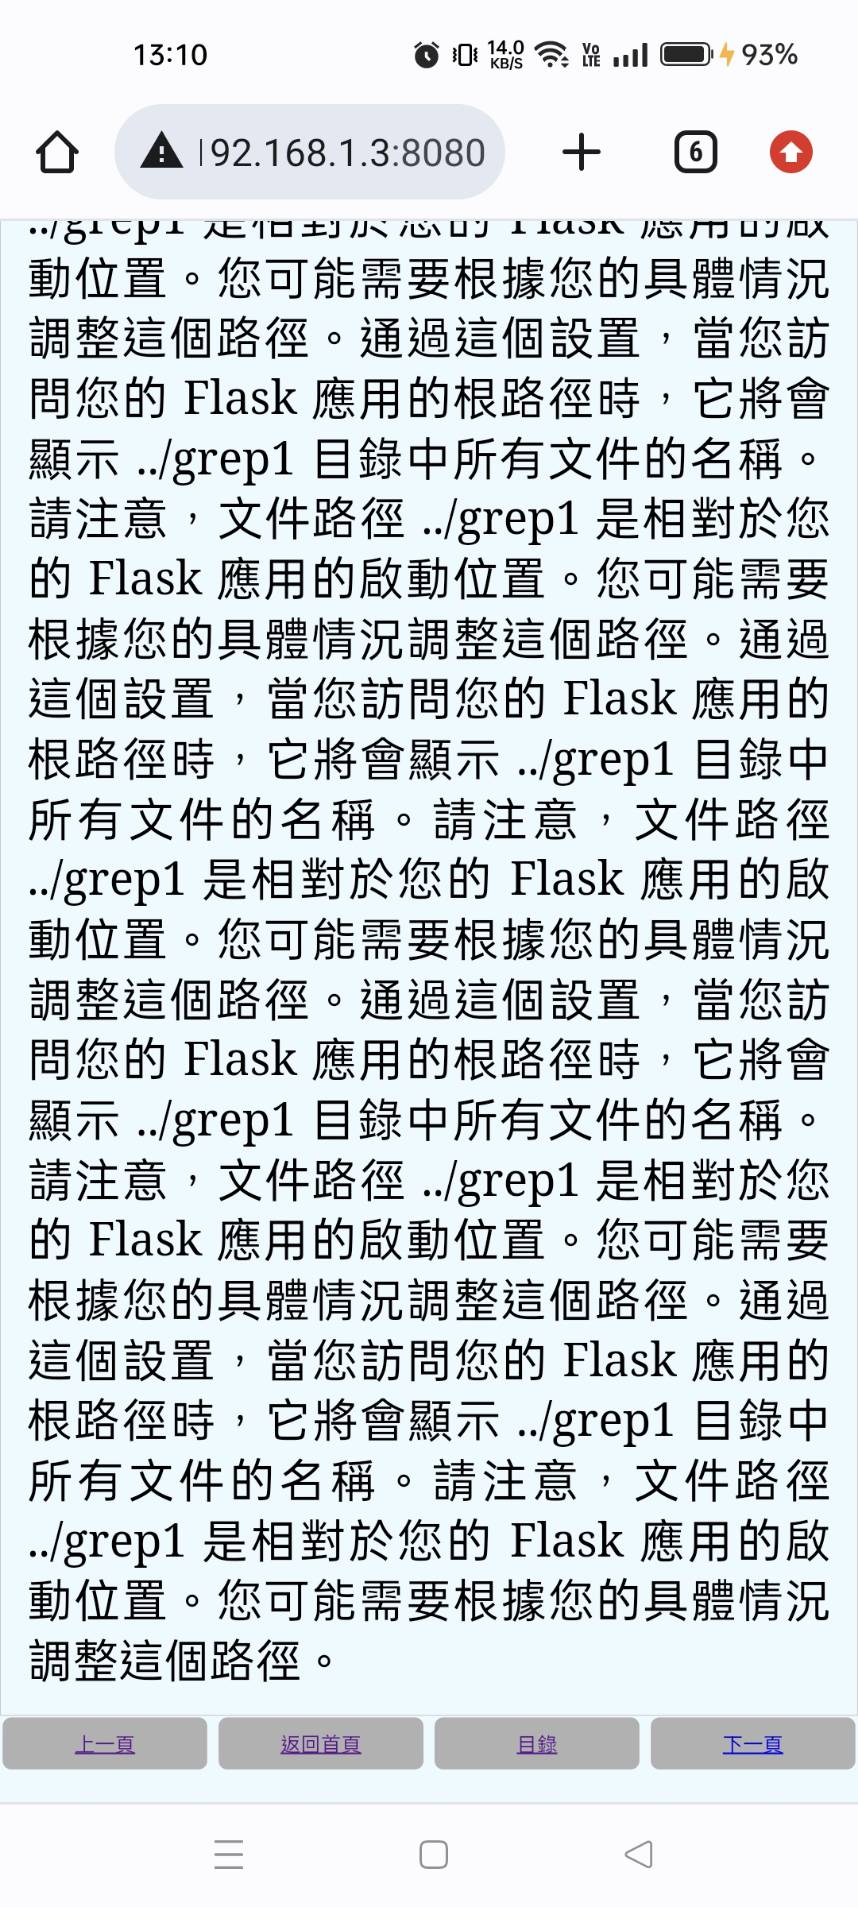 13:10
14.0 KB/S Vo LTE 93%
92.168.1.3:8080
6
../grep1 是相對於您的 Flask 應用的啟
動位置。您可能需要根據您的具體情況
調整這個路徑。通過這個設置，當您訪
問您的 Flask 應用的根路徑時，它將會
顯示 ../grep1 目錄中所有文件的名稱。
請注意，文件路徑 ../grep1 是相對於您
的 Flask 應用的啟動位置。您可能需要
根據您的具體情況調整這個路徑。通過
這個設置，當您訪問您的 Flask 應用的
根路徑時，它將會顯示 ../grep1 目錄中
所有文件的名稱。請注意，文件路徑
../grep1 是相對於您的 Flask 應用的啟
動位置。您可能需要根據您的具體情況
調整這個路徑。通過這個設置，當您訪
問您的 Flask 應用的根路徑時，它將會
顯示 ../grep1 目錄中所有文件的名稱。
請注意，文件路徑 ../grep1 是相對於您
的 Flask 應用的啟動位置。您可能需要
根據您的具體情況調整這個路徑。通過
這個設置，當您訪問您的 Flask 應用的
根路徑時，它將會顯示 ../grep1 目錄中
所有文件的名稱。請注意，文件路徑
../grep1 是相對於您的 Flask 應用的啟
動位置。您可能需要根據您的具體情況
調整這個路徑。
上一頁 返回首頁 目錄 下一頁